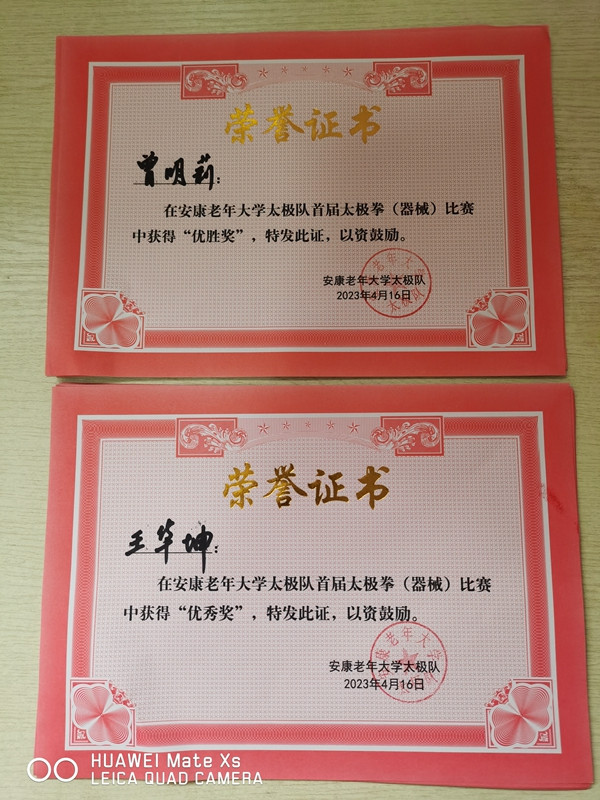 荣誉证书
曾明莉：
在安康老年大学太极队首届太极拳（器械）比赛
中获得“优胜奖”，特发此证，以资鼓励。
安康老年大学太极队
2023年4月16日
荣誉证书
王华坤：
在安康老年大学太极队首届太极拳（器械）比赛
中获得“优秀奖”，特发此证，以资鼓励。
安康老年大学太极队
2023年4月16日
HUAWEI Mate Xs
LEICA QUAD CAMERA